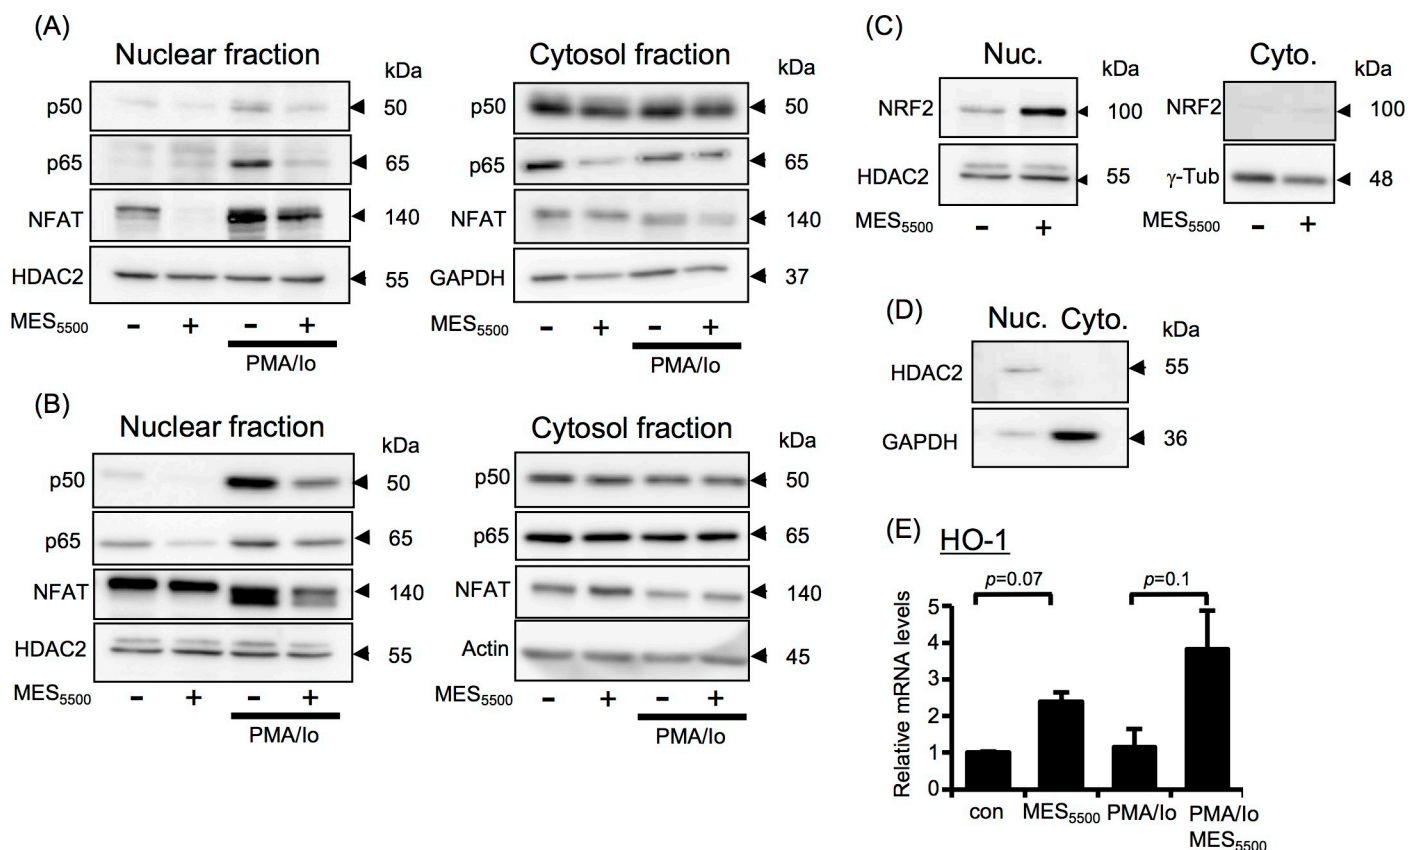 (A)
Nuclear fraction
kDa
p50 50
p65 65
NFAT 140
HDAC2 55
MES5500 - + - +
PMA/Io
Cytosol fraction
kDa
p50 50
p65 65
NFAT 140
GAPDH 37
MES5500 - + - +
PMA/Io
(B)
Nuclear fraction
kDa
p50 50
p65 65
NFAT 140
HDAC2 55
MES5500 - + - +
PMA/Io
Cytosol fraction
kDa
p50 50
p65 65
NFAT 140
Actin 45
MES5500 - + - +
PMA/Io
(C)
Nuc.
kDa
NRF2 100
HDAC2 55
MES5500 - +
Cyto.
kDa
NRF2 100
γ-Tub 48
MES5500 - +
(D)
Nuc. Cyto.
kDa
HDAC2 55
GAPDH 36
(E)
HO-1
p=0.07 p=0.1
Relative mRNA levels
5
4
3
2
1
0
con MES5500 PMA/Io PMA/Io
MES5500